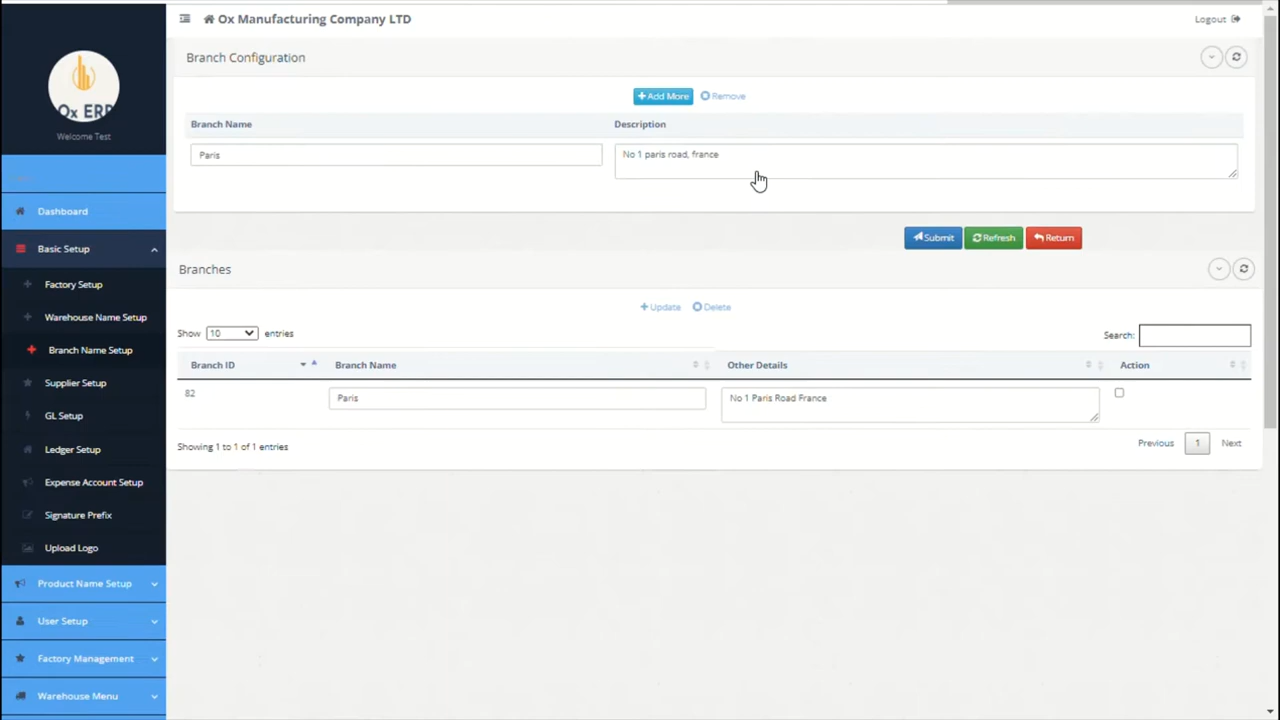 Ox Manufacturing Company LTD
Logout
Ox ERP
Welcome Test
Dashboard
Basic Setup
Factory Setup
Warehouse Name Setup
Branch Name Setup
Supplier Setup
GL Setup
Ledger Setup
Expense Account Setup
Signature Prefix
Upload Logo
Product Name Setup
User Setup
Factory Management
Warehouse Menu
Branch Configuration
Add More Remove
Branch Name Description
Paris No 1 paris road, france
Submit Refresh Return
Branches
Update Delete
Show 10 entries Search:
Branch ID Branch Name Other Details Action
82 Paris No 1 Paris Road France
Showing 1 to 1 of 1 entries Previous 1 Next